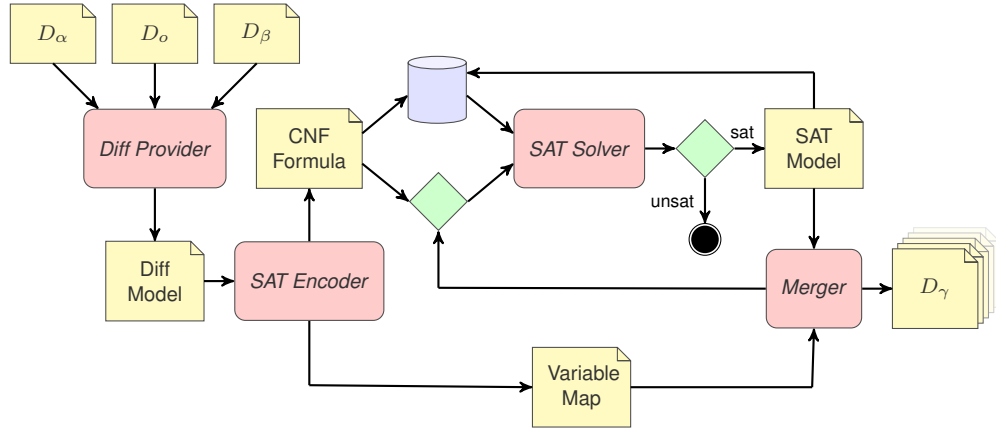 Dα Do Dβ
Diff Provider
CNF
Formula
SAT Solver
sat
SAT
Model
unsat
Diff
Model
SAT Encoder
Merger
Dγ
Variable
Map